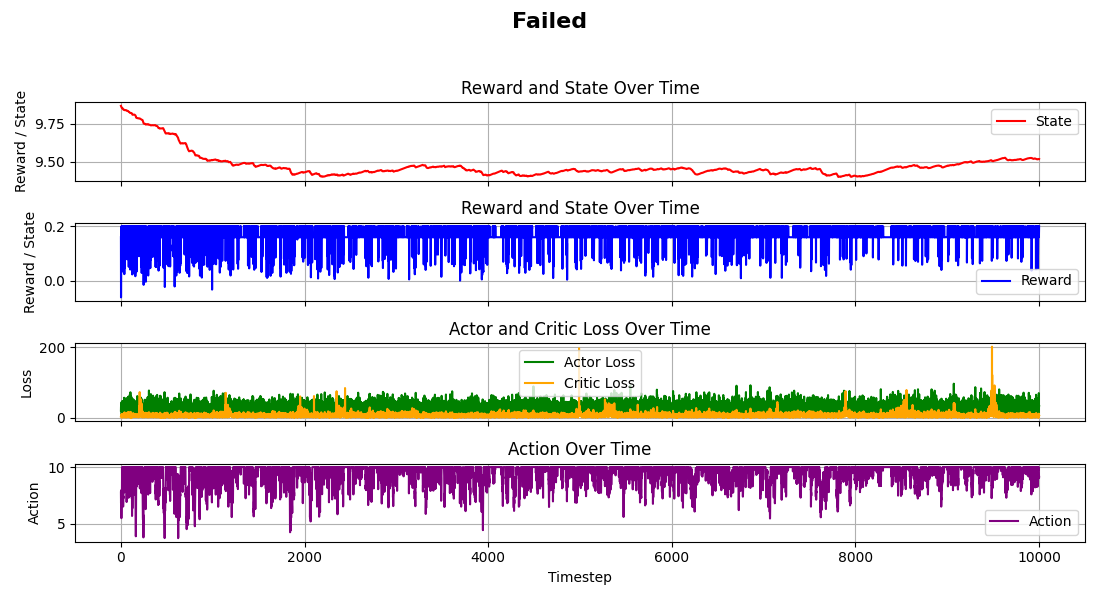 Failed
Reward and State Over Time
Reward / State
9.75
9.50
State
Reward and State Over Time
Reward / State
0.2
0.0
Reward
Actor and Critic Loss Over Time
Loss
200
0
Actor Loss
Critic Loss
Action Over Time
Action
10
5
Action
0 2000 4000 6000 8000 10000
Timestep